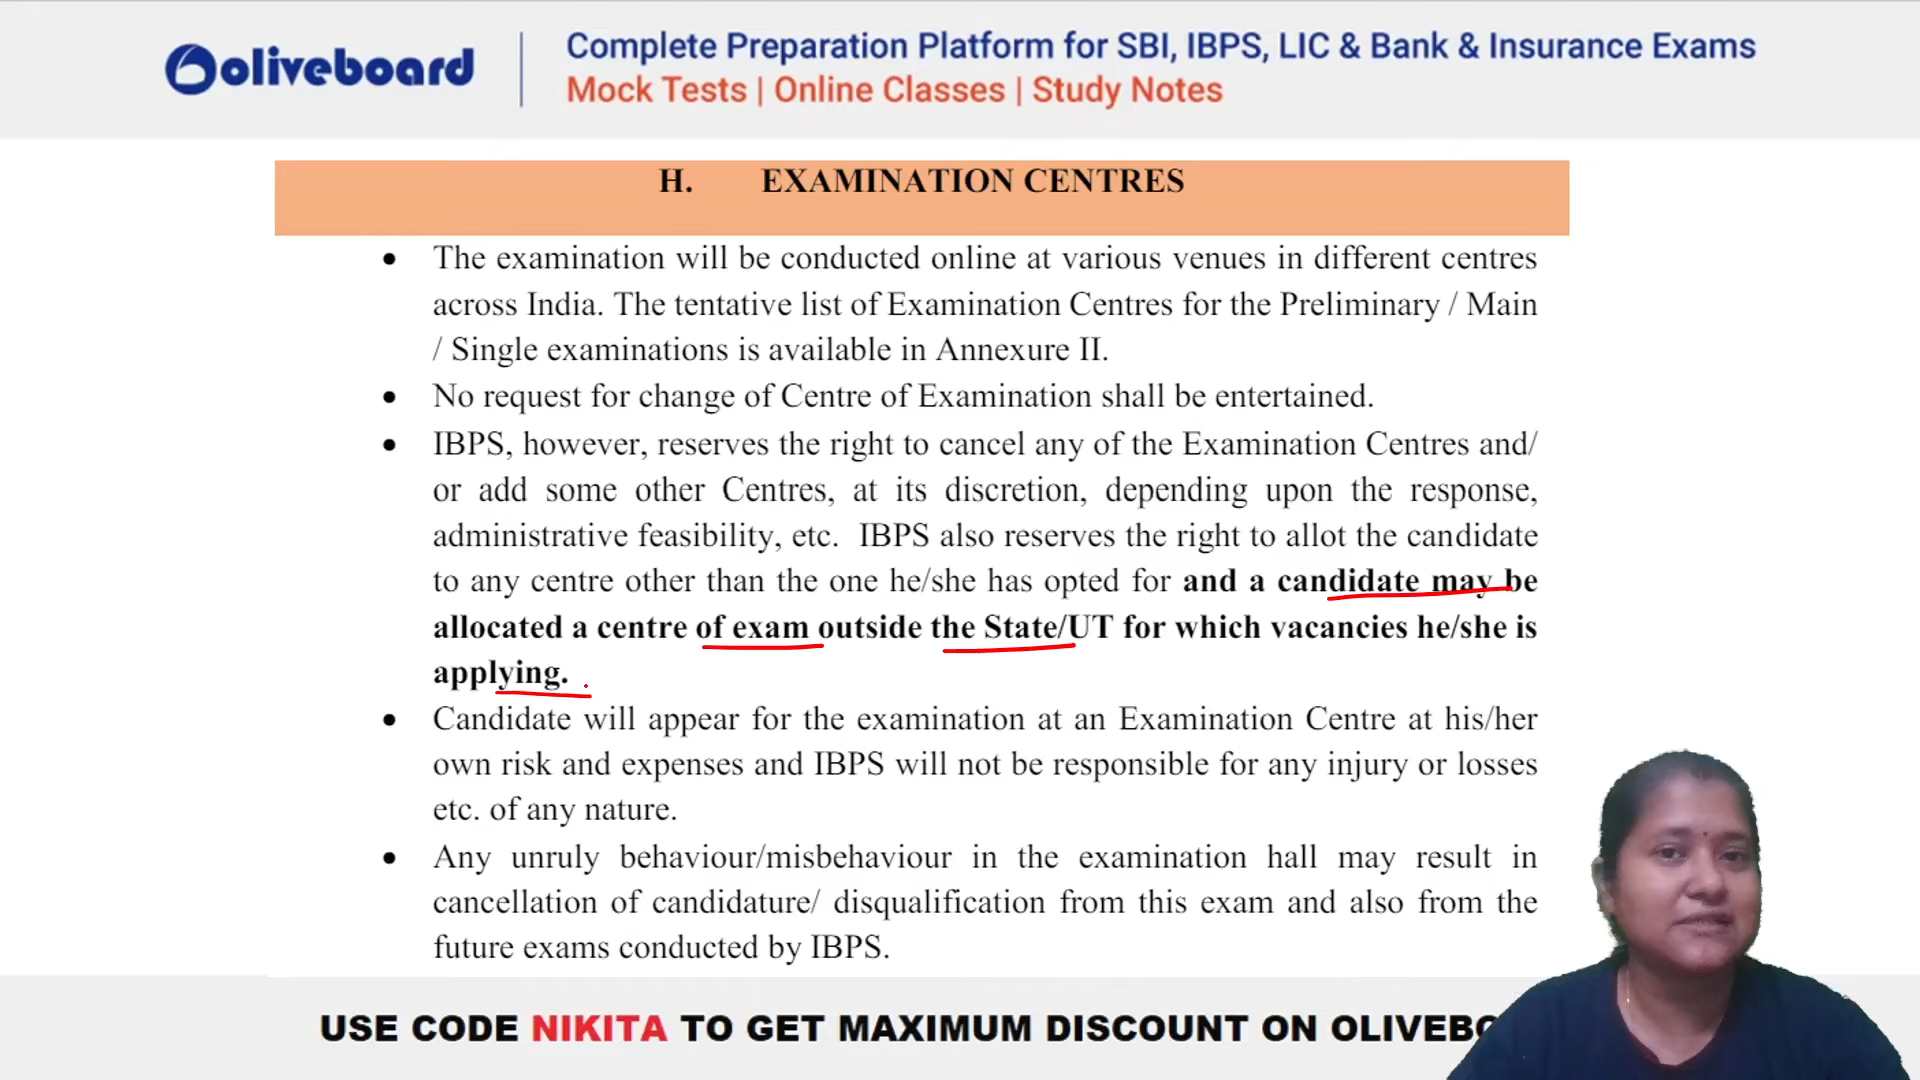 oliveboard
Complete Preparation Platform for SBI, IBPS, LIC & Bank & Insurance Exams
Mock Tests | Online Classes | Study Notes
H. EXAMINATION CENTRES
• The examination will be conducted online at various venues in different centres
across India. The tentative list of Examination Centres for the Preliminary / Main
/ Single examinations is available in Annexure II.
• No request for change of Centre of Examination shall be entertained.
• IBPS, however, reserves the right to cancel any of the Examination Centres and/
or add some other Centres, at its discretion, depending upon the response,
administrative feasibility, etc. IBPS also reserves the right to allot the candidate
to any centre other than the one he/she has opted for and a candidate may be
allocated a centre of exam outside the State/UT for which vacancies he/she is
applying.
• Candidate will appear for the examination at an Examination Centre at his/her
own risk and expenses and IBPS will not be responsible for any injury or losses
etc. of any nature.
• Any unruly behaviour/misbehaviour in the examination hall may result in
cancellation of candidature/ disqualification from this exam and also from the
future exams conducted by IBPS.
USE CODE NIKITA TO GET MAXIMUM DISCOUNT ON